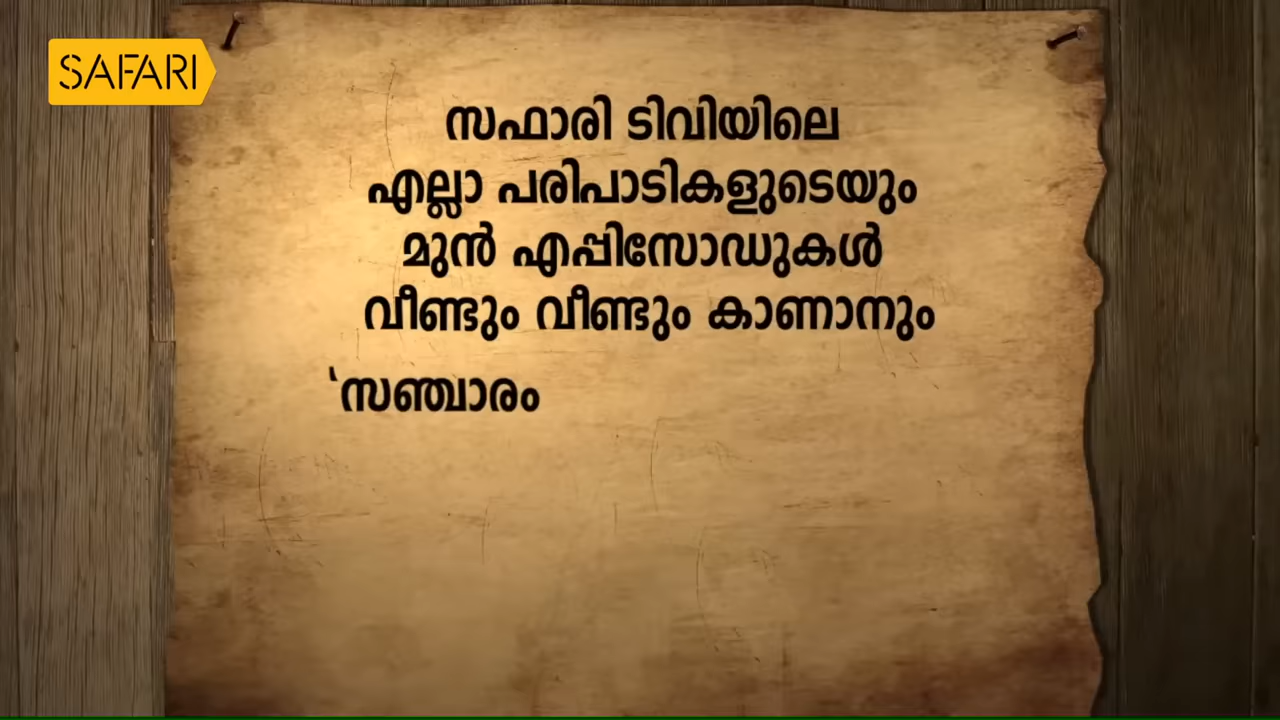 SAFARI
സഫാരി ടിവിയിലെ
എല്ലാ പരിപാടികളുടെയും
മുൻ എപ്പിസോഡുകൾ
വീണ്ടും വീണ്ടും കാണാനും
‘സഞ്ചാരം